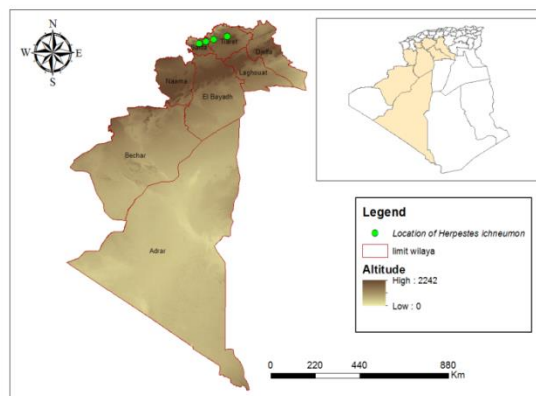 N
W E
S
Tiaret
Djelfa
Naama
Laghouat
El Bayadh
Bechar
Adrar
Legend
Location of Herpestes ichneumon
limit wilaya
Altitude
High : 2242
Low : 0
0 220 440 880
Km